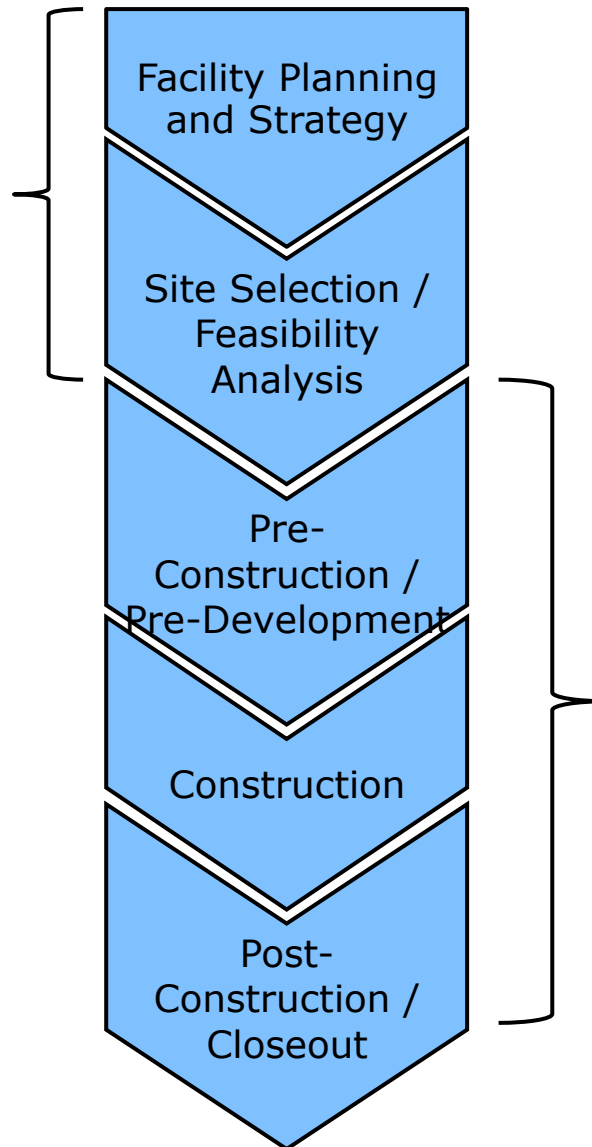 Facility Planning
and Strategy
Site Selection /
Feasibility
Analysis
Pre-
Construction /
Pre-Development
Construction
Post-
Construction /
Closeout